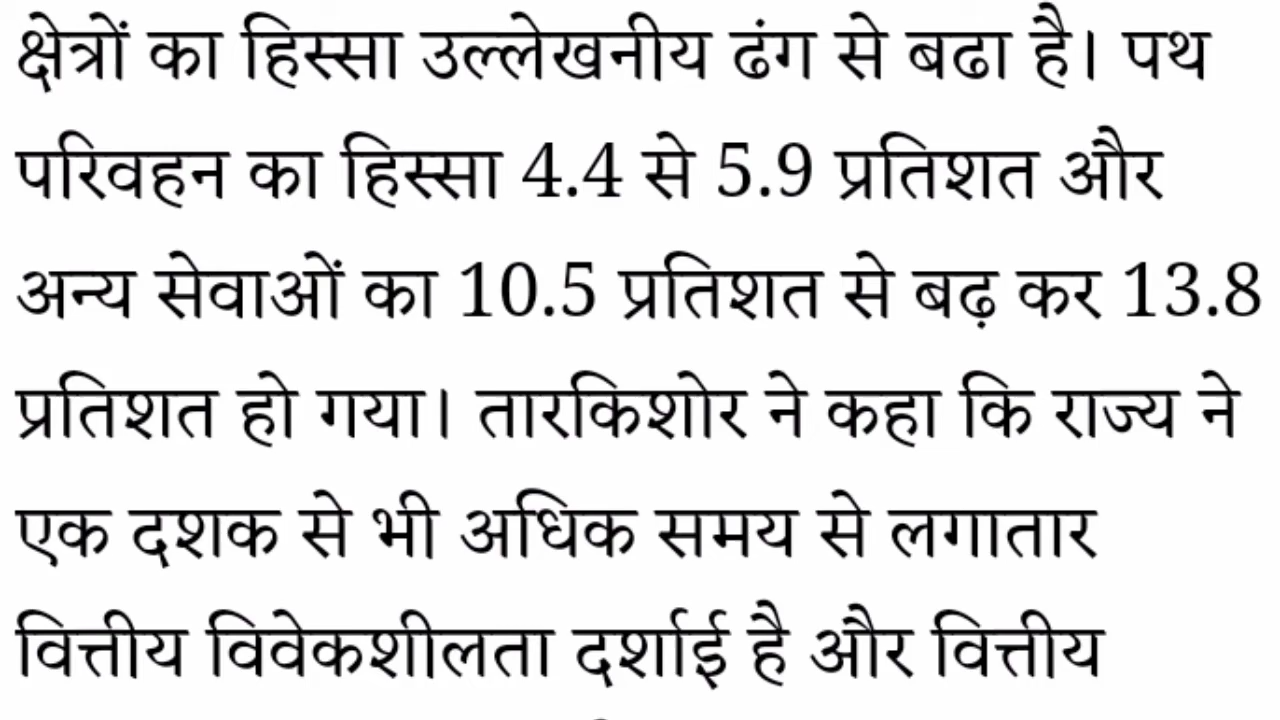 क्षेत्रों का हिस्सा उल्लेखनीय ढंग से बढा है। पथ
परिवहन का हिस्सा 4.4 से 5.9 प्रतिशत और
अन्य सेवाओं का 10.5 प्रतिशत से बढ़ कर 13.8
प्रतिशत हो गया। तारकिशोर ने कहा कि राज्य ने
एक दशक से भी अधिक समय से लगातार
वित्तीय विवेकशीलता दर्शाई है और वित्तीय